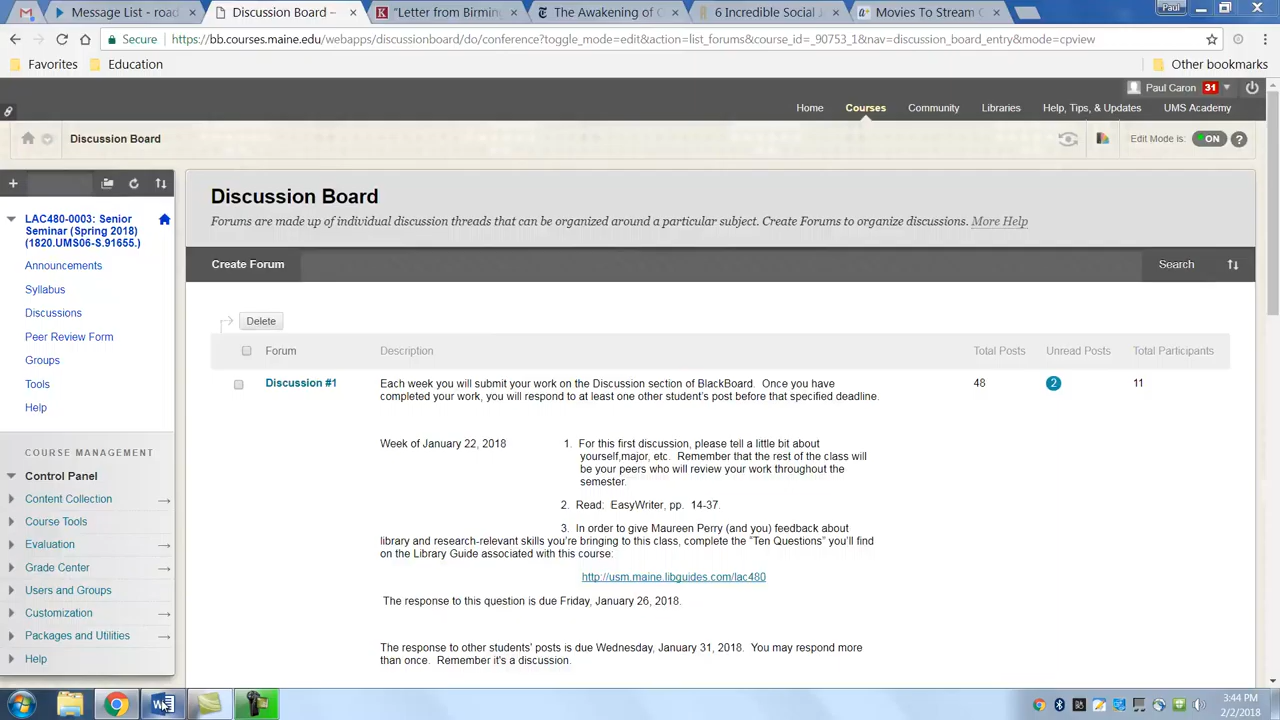 Message List - road
Discussion Board –
"Letter from Birming
The Awakening of
6 Incredible Social J
Movies To Stream
Paul
Secure
https://bb.courses.maine.edu/webapps/discussionboard/do/conference?toggle_mode=edit&action=list_forums&course_id=_90753_1&nav=discussion_board_entry&mode=cpview
Favorites
Education
Other bookmarks
Paul Caron 31
Home
Courses
Community
Libraries
Help, Tips, & Updates
UMS Academy
Discussion Board
Edit Mode is: ON ?
LAC480-0003: Senior
Seminar (Spring 2018)
(1820.UMS06-S.91655.)
Announcements
Syllabus
Discussions
Peer Review Form
Groups
Tools
Help
COURSE MANAGEMENT
Control Panel
Content Collection
Course Tools
Evaluation
Grade Center
Users and Groups
Customization
Packages and Utilities
Help
Discussion Board
Forums are made up of individual discussion threads that can be organized around a particular subject. Create Forums to organize discussions. More Help
Create Forum
Search
Delete
Forum
Description
Total Posts
Unread Posts
Total Participants
Discussion #1
Each week you will submit your work on the Discussion section of BlackBoard. Once you have
completed your work, you will respond to at least one other student's post before that specified deadline.
48
2
11
Week of January 22, 2018
1. For this first discussion, please tell a little bit about
yourself,major, etc. Remember that the rest of the class will
be your peers who will review your work throughout the
semester.
2. Read: EasyWriter, pp. 14-37.
3. In order to give Maureen Perry (and you) feedback about
library and research-relevant skills you're bringing to this class, complete the "Ten Questions" you'll find
on the Library Guide associated with this course:
http://usm.maine.libguides.com/lac480
The response to this question is due Friday, January 26, 2018.
The response to other students' posts is due Wednesday, January 31, 2018. You may respond more
than once. Remember it's a discussion.
3:44 PM
2/2/2018